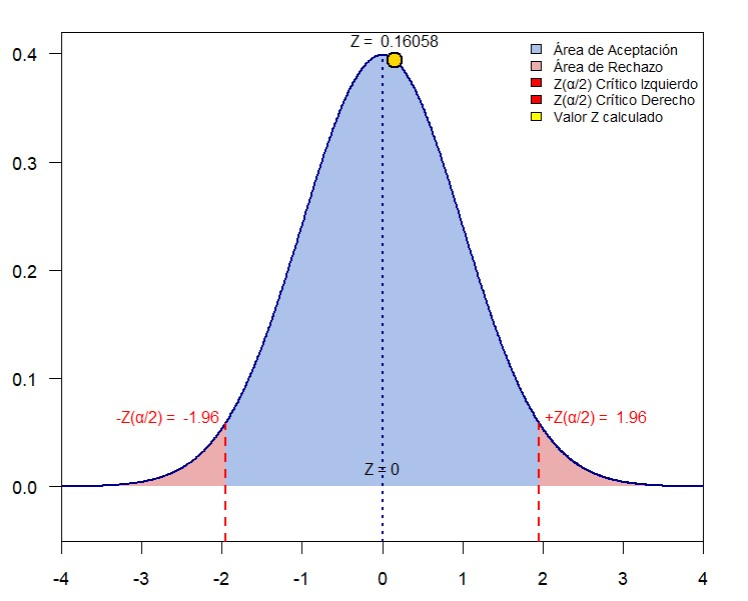 Z = 0.16058
Área de Aceptación
Área de Rechazo
Z(α/2) Crítico Izquierdo
Z(α/2) Crítico Derecho
Valor Z calculado
0.4
0.3
0.2
0.1
0.0
-Z(α/2) = -1.96
+Z(α/2) = 1.96
Z = 0
-4 -3 -2 -1 0 1 2 3 4